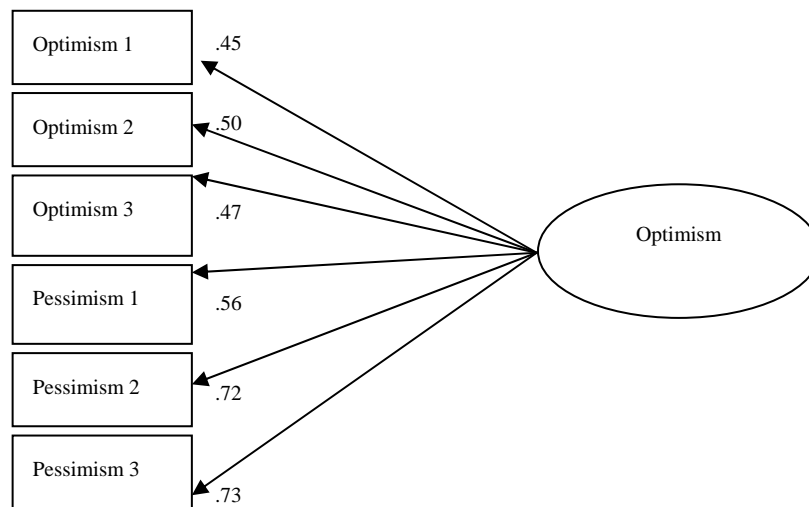 Optimism 1
.45
Optimism 2
.50
Optimism 3
.47
Optimism
Pessimism 1
.56
Pessimism 2
.72
Pessimism 3
.73